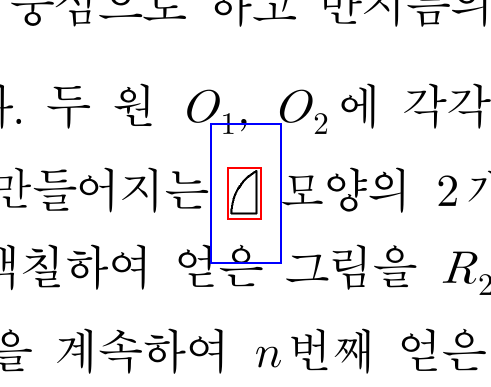 중심으로 하고 반지름의
다. 두 원 O₁, O₂에 각각
만들어지는 모양의 2개
색칠하여 얻은 그림을 R₂
을 계속하여 n번째 얻은